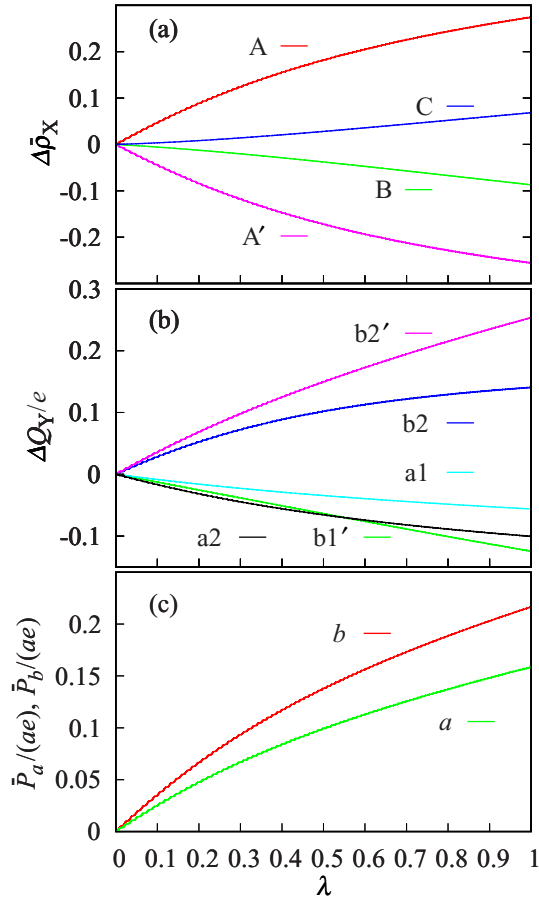 (a)
A
0.2
C
0.1
0
Δρ̄X
-0.1
B
A′
-0.2
0.3
(b)
b2′
0.2
ΔQY/e
0.1
b2
a1
0
-0.1
a2
b1′
(c)
0.2
b
0.15
P̄a/(ae), P̄b/(ae)
0.1
a
0.05
0
0 0.1 0.2 0.3 0.4 0.5 0.6 0.7 0.8 0.9 1
λ